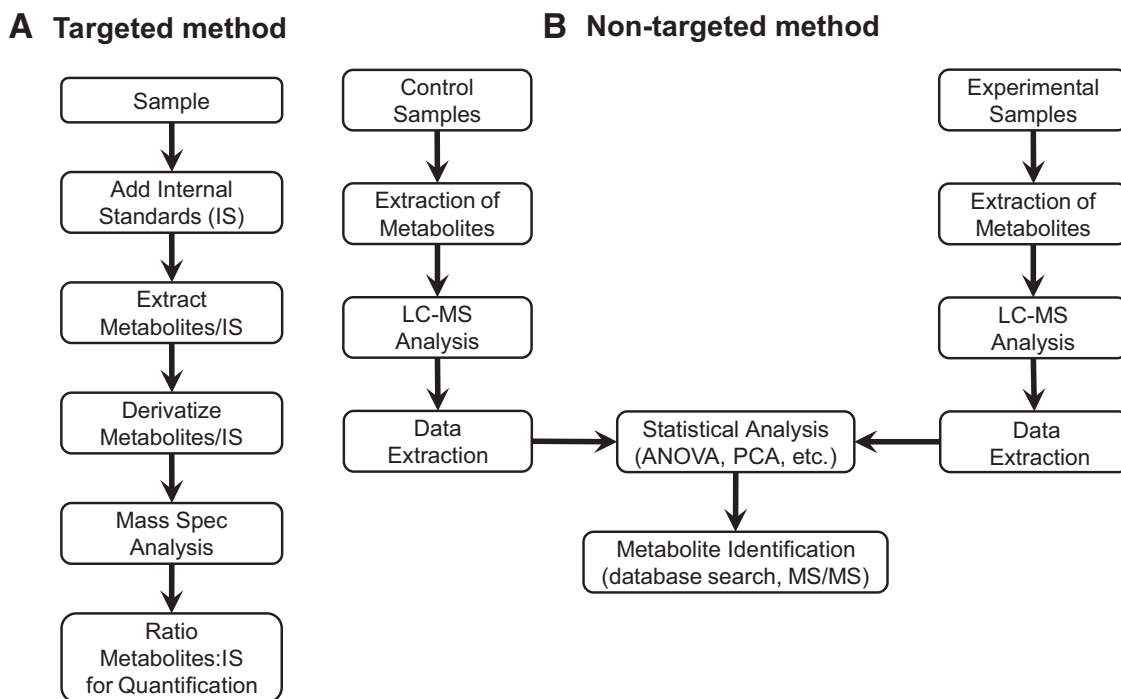 A Targeted method
Sample
Add Internal
Standards (IS)
Extract
Metabolites/IS
Derivatize
Metabolites/IS
Mass Spec
Analysis
Ratio
Metabolites:IS
for Quantification
B Non-targeted method
Control
Samples
Extraction of
Metabolites
LC-MS
Analysis
Data
Extraction
Experimental
Samples
Extraction of
Metabolites
LC-MS
Analysis
Data
Extraction
Statistical Analysis
(ANOVA, PCA, etc.)
Metabolite Identification
(database search, MS/MS)